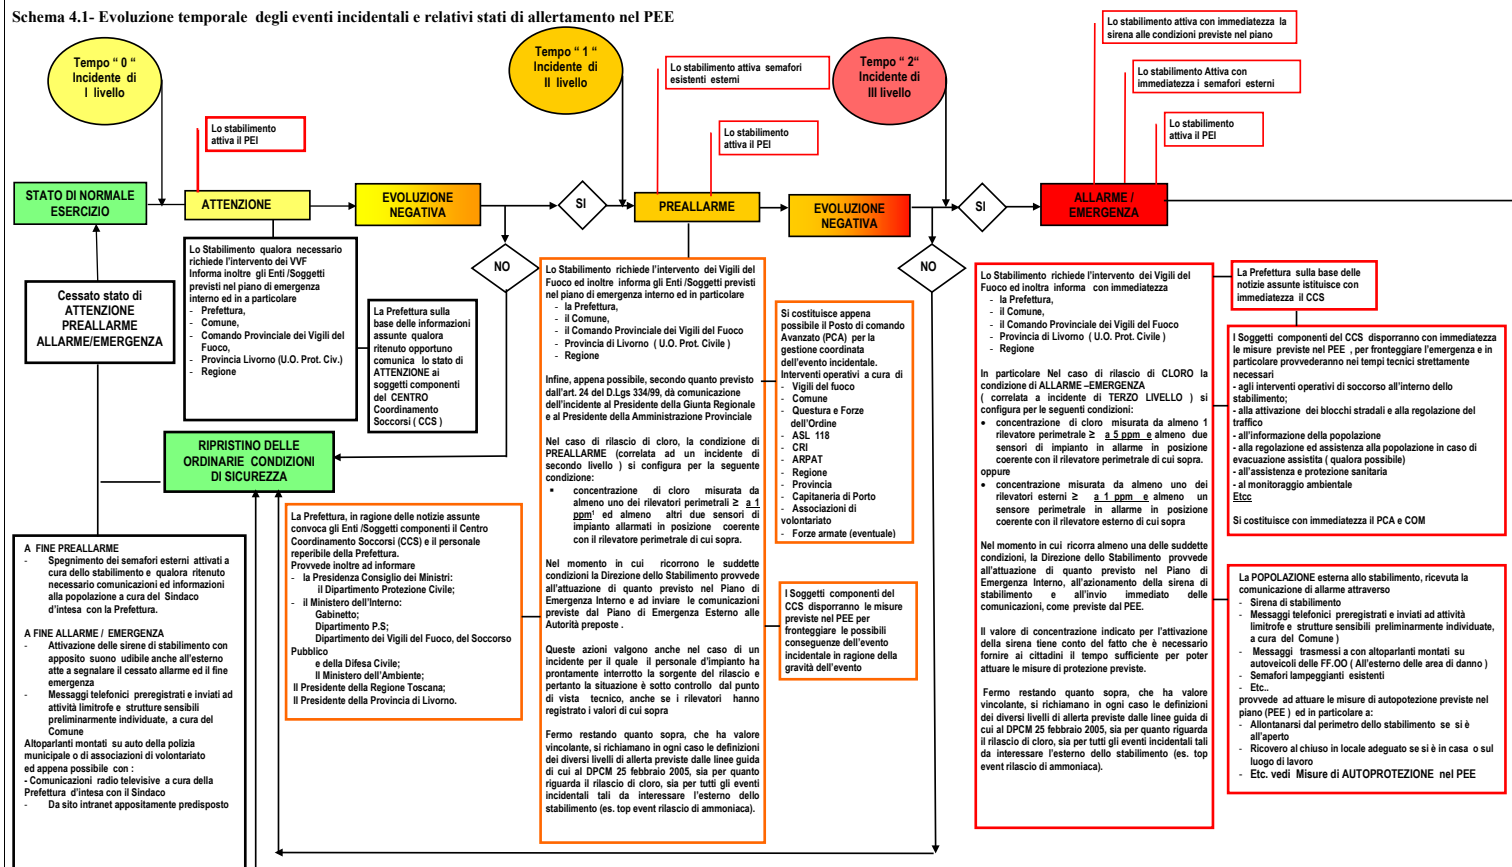 Schema 4.1- Evoluzione temporale degli eventi incidentali e relativi stati di allertamento nel PEE
Tempo “ 0 “
Incidente di
I livello
Lo stabilimento
attiva il PEI
STATO DI NORMALE
ESERCIZIO
ATTENZIONE
EVOLUZIONE
NEGATIVA
SI
NO
Tempo “ 1 “
Incidente di
II livello
Lo stabilimento attiva semafori
esistenti esterni
Lo stabilimento
attiva il PEI
PREALLARME
EVOLUZIONE
NEGATIVA
SI
NO
Tempo “ 2“
Incidente di
III livello
Lo stabilimento attiva con immediatezza la
sirena alle condizioni previste nel piano
Lo stabilimento Attiva con
immediatezza i semafori esterni
Lo stabilimento
attiva il PEI
ALLARME /
EMERGENZA
Cessato stato di
ATTENZIONE
PREALLARME
ALLARME/EMERGENZA
Lo Stabilimento qualora necessario
richiede l’intervento dei VVF
Informa inoltre gli Enti /Soggetti
previsti nel piano di emergenza
interno ed in a particolare
- Prefettura,
- Comune,
- Comando Provinciale dei Vigili del
Fuoco,
- Provincia Livorno (U.O. Prot. Civ.)
- Regione
La Prefettura sulla
base delle informazioni
assunte qualora
ritenuto opportuno
comunica lo stato di
ATTENZIONE ai
soggetti componenti
del CENTRO
Coordinamento
Soccorsi ( CCS )
RIPRISTINO DELLE
ORDINARIE CONDIZIONI
DI SICUREZZA
A FINE PREALLARME
- Spegnimento dei semafori esterni attivati a
cura dello stabilimento e qualora ritenuto
necessario comunicazioni ed informazioni
alla popolazione a cura del Sindaco
d’intesa con la Prefettura.
A FINE ALLARME / EMERGENZA
- Attivazione delle sirene di stabilimento con
apposito suono udibile anche all’esterno
atte a segnalare il cessato allarme ed il fine
emergenza
- Messaggi telefonici preregistrati e inviati ad
attività limitrofe e strutture sensibili
preliminarmente individuate, a cura del
Comune
Altoparlanti montati su auto della polizia
municipale o di associazioni di volontariato
ed appena possibile con :
- Comunicazioni radio televisive a cura della
Prefettura d’intesa con il Sindaco
- Da sito intranet appositamente predisposto
La Prefettura, in ragione delle notizie assunte
convoca gli Enti /Soggetti componenti il Centro
Coordinamento Soccorsi (CCS) e il personale
reperibile della Prefettura.
Provvede inoltre ad informare
- la Presidenza Consiglio dei Ministri:
il Dipartimento Protezione Civile;
- il Ministero dell’Interno:
Gabinetto;
Dipartimento P.S;
Dipartimento dei Vigili del Fuoco, del Soccorso
Pubblico
e della Difesa Civile;
Il Ministero dell’Ambiente;
Il Presidente della Regione Toscana;
Il Presidente della Provincia di Livorno.
Lo Stabilimento richiede l’intervento dei Vigili del
Fuoco ed inoltre informa gli Enti /Soggetti previsti
nel piano di emergenza interno ed in particolare
- la Prefettura,
- il Comune,
- il Comando Provinciale dei Vigili del Fuoco
- Provincia di Livorno ( U.O. Prot. Civile )
- Regione
Infine, appena possibile, secondo quanto previsto
dall’art. 24 del D.Lgs 334/99, dà comunicazione
dell’incidente al Presidente della Giunta Regionale
e al Presidente della Amministrazione Provinciale
Nel caso di rilascio di cloro, la condizione di
PREALLARME (correlata ad un incidente di
secondo livello ) si configura per la seguente
condizione:
▪ concentrazione di cloro misurata da
almeno uno dei rilevatori perimetrali ≥ a 1
ppm¹ ed almeno altri due sensori di
impianto allarmati in posizione coerente
con il rilevatore perimetrale di cui sopra.
Nel momento in cui ricorrono le suddette
condizioni la Direzione dello Stabilimento provvede
all’attuazione di quanto previsto nel Piano di
Emergenza Interno e ad inviare le comunicazioni
previste dal Piano di Emergenza Esterno alle
Autorità preposte .
Queste azioni valgono anche nel caso di un
incidente per il quale il personale d’impianto ha
prontamente interrotto la sorgente del rilascio e
pertanto la situazione è sotto controllo dal punto
di vista tecnico, anche se i rilevatori hanno
registrato i valori di cui sopra
Fermo restando quanto sopra, che ha valore
vincolante, si richiamano in ogni caso le definizioni
dei diversi livelli di allerta previste dalle linee guida
di cui al DPCM 25 febbraio 2005, sia per quanto
riguarda il rilascio di cloro, sia per tutti gli eventi
incidentali tali da interessare l’esterno dello
stabilimento (es. top event rilascio di ammoniaca).
Si costituisce appena
possibile il Posto di comando
Avanzato (PCA) per la
gestione coordinata
dell’evento incidentale.
Interventi operativi a cura di
- Vigili del fuoco
- Comune
- Questura e Forze
dell’Ordine
- ASL 118
- CRI
- ARPAT
- Regione
- Provincia
- Capitaneria di Porto
- Associazioni di
volontariato
- Forze armate (eventuale)
I Soggetti componenti del
CCS disporranno le misure
previste nel PEE per
fronteggiare le possibili
conseguenze dell’evento
incidentale in ragione della
gravità dell’evento
Lo Stabilimento richiede l’intervento dei Vigili del
Fuoco ed inoltra informa con immediatezza
- la Prefettura,
- il Comune,
- il Comando Provinciale dei Vigili del Fuoco
- Provincia di Livorno ( U.O. Prot. Civile )
- Regione
In particolare Nel caso di rilascio di CLORO la
condizione di ALLARME –EMERGENZA
( correlata a incidente di TERZO LIVELLO ) si
configura per le seguenti condizioni:
• concentrazione di cloro misurata da almeno 1
rilevatore perimetrale ≥ a 5 ppm e almeno due
sensori di impianto in allarme in posizione
coerente con il rilevatore perimetrale di cui sopra.
oppure
• concentrazione misurata da almeno uno dei
rilevatori esterni ≥ a 1 ppm e almeno un
sensore perimetrale in allarme in posizione
coerente con il rilevatore esterno di cui sopra
Nel momento in cui ricorra almeno una delle suddette
condizioni, la Direzione dello Stabilimento provvede
all’attuazione di quanto previsto nel Piano di
Emergenza Interno, all’azionamento della sirena di
stabilimento e all’invio immediato delle
comunicazioni, come previste dal PEE.
Il valore di concentrazione indicato per l’attivazione
della sirena tiene conto del fatto che è necessario
fornire ai cittadini il tempo sufficiente per poter
attuare le misure di protezione previste.
Fermo restando quanto sopra, che ha valore
vincolante, si richiamano in ogni caso le definizioni
dei diversi livelli di allerta previste dalle linee guida di
cui al DPCM 25 febbraio 2005, sia per quanto riguarda
il rilascio di cloro, sia per tutti gli eventi incidentali tali
da interessare l’esterno dello stabilimento (es. top
event rilascio di ammoniaca).
La Prefettura sulla base delle
notizie assunte istituisce con
immediatezza il CCS
I Soggetti componenti del CCS disporranno con immediatezza
le misure previste nel PEE , per fronteggiare l’emergenza e in
particolare provvederanno nei tempi tecnici strettamente
necessari
- agli interventi operativi di soccorso all’interno dello
stabilimento;
- alla attivazione dei blocchi stradali e alla regolazione del
traffico
- all’informazione della popolazione
- alla regolazione ed assistenza alla popolazione in caso di
evacuazione assistita ( qualora possibile)
- all’assistenza e protezione sanitaria
- al monitoraggio ambientale
Etcc
Si costituisce con immediatezza il PCA e COM
La POPOLAZIONE esterna allo stabilimento, ricevuta la
comunicazione di allarme attraverso
- Sirena di stabilimento
- Messaggi telefonici preregistrati e inviati ad attività
limitrofe e strutture sensibili preliminarmente individuate,
a cura del Comune )
- Messaggi trasmessi a con altoparlanti montati su
autoveicoli delle FF.OO ( All’esterno delle area di danno )
- Semafori lampeggianti esistenti
- Etc..
provvede ad attuare le misure di autopotezione previste nel
piano (PEE ) ed in particolare a:
- Allontanarsi dal perimetro dello stabilimento se si è
all’aperto
- Ricovero al chiuso in locale adeguato se si è in casa o sul
luogo di lavoro
- Etc. vedi Misure di AUTOPROTEZIONE nel PEE